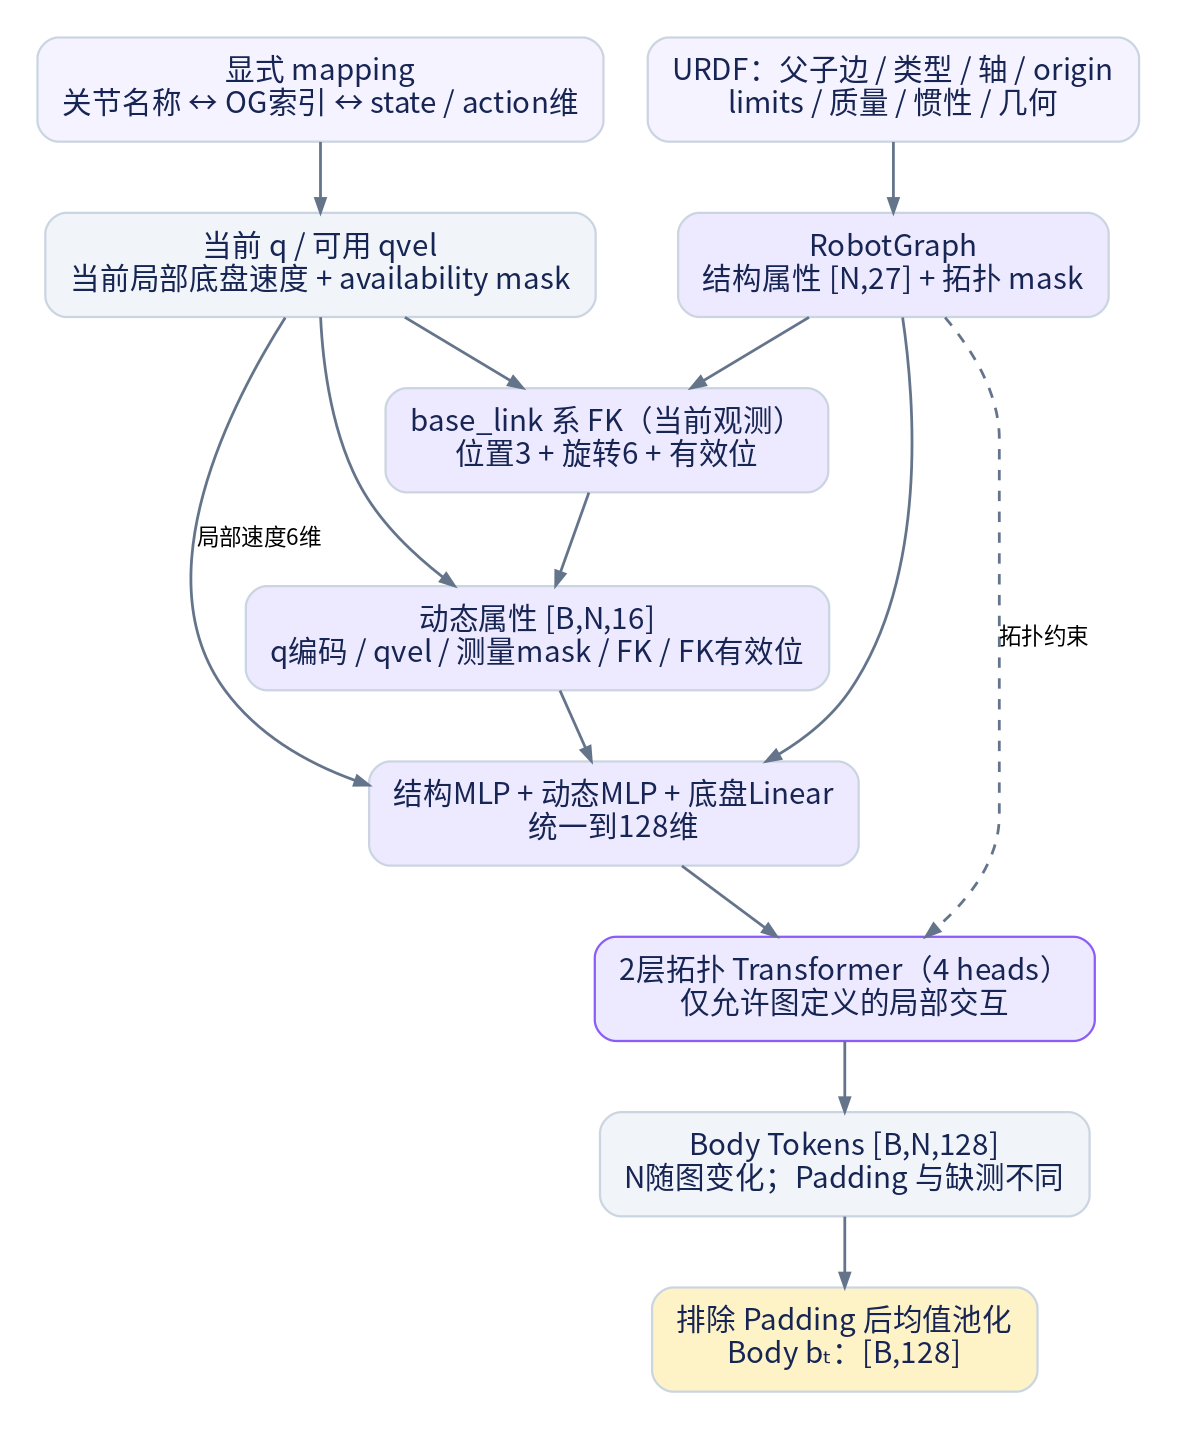 显式 mapping
关节名称 ↔ OG索引 ↔ state / action维
URDF：父子边 / 类型 / 轴 / origin
limits / 质量 / 惯性 / 几何
当前 q / 可用 qvel
当前局部底盘速度 + availability mask
RobotGraph
结构属性 [N,27] + 拓扑 mask
base_link 系 FK（当前观测）
位置3 + 旋转6 + 有效位
局部速度6维
动态属性 [B,N,16]
q编码 / qvel / 测量mask / FK / FK有效位
拓扑约束
结构MLP + 动态MLP + 底盘Linear
统一到128维
2层拓扑 Transformer（4 heads）
仅允许图定义的局部交互
Body Tokens [B,N,128]
N随图变化；Padding 与缺测不同
排除 Padding 后均值池化
Body bₜ：[B,128]